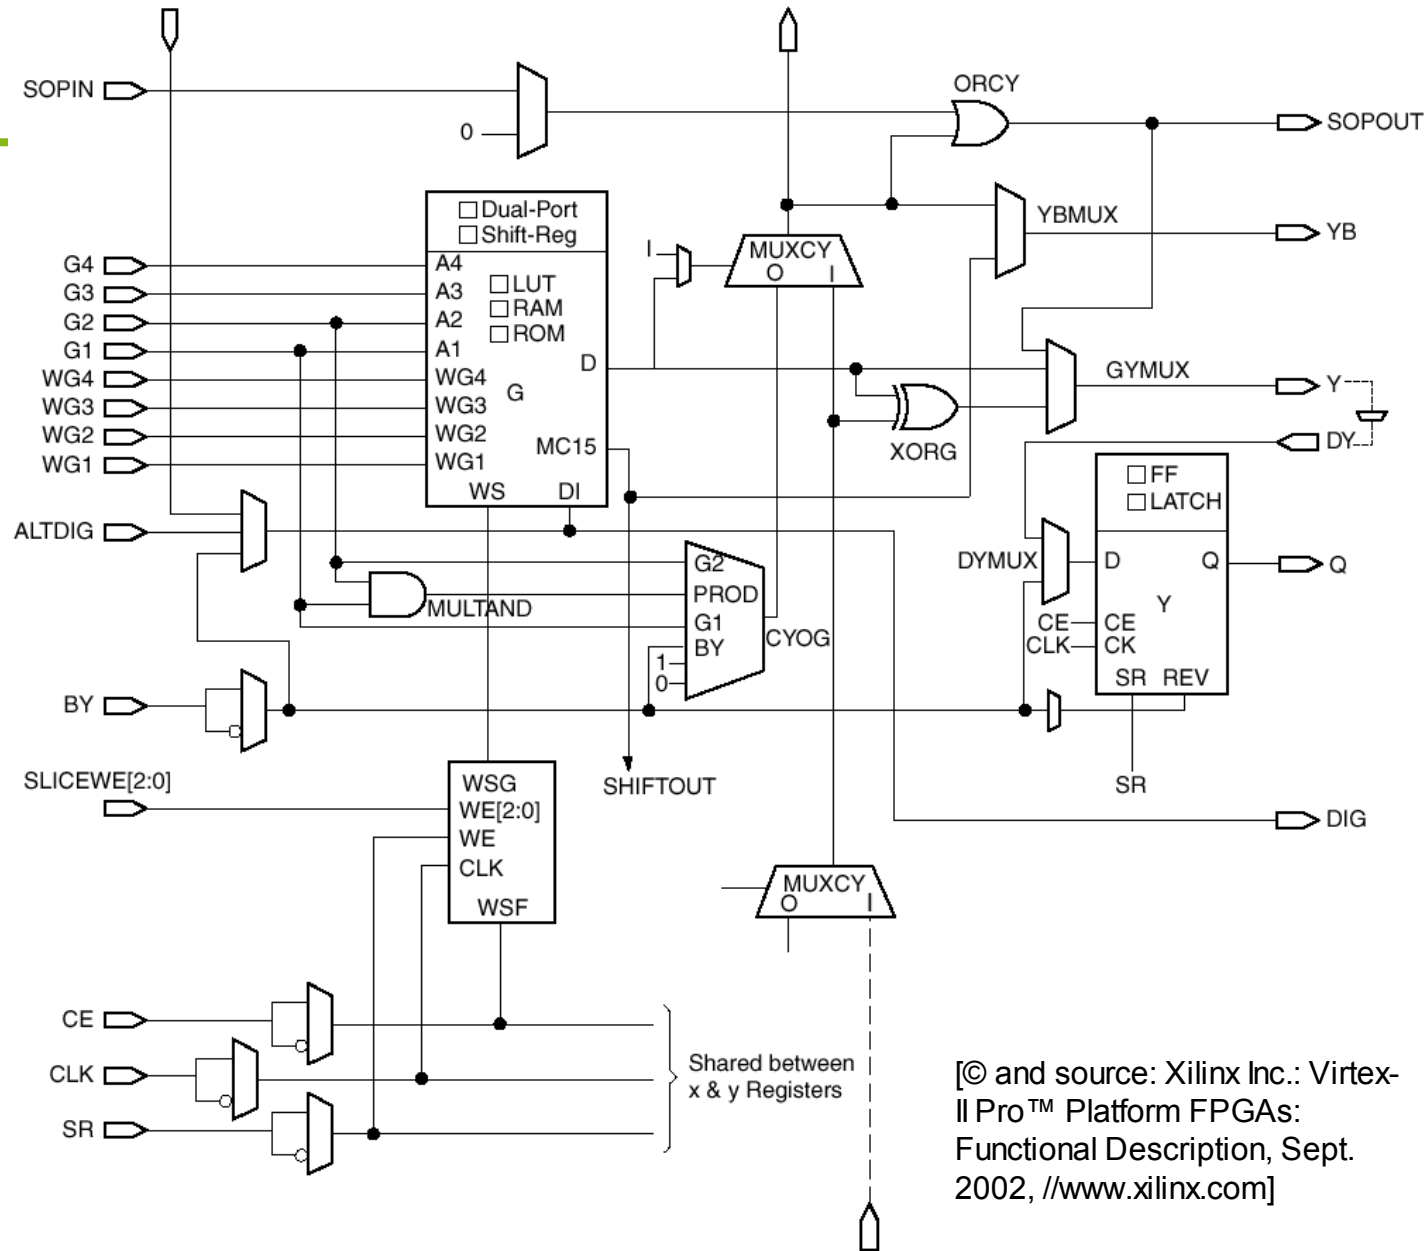 SOPIN
0
ORCY
SOPOUT
Dual-Port
Shift-Reg
LUT
RAM
ROM
G
A4
A3
A2
A1
WG4
WG3
WG2
WG1
D
MC15
WS DI
G4
G3
G2
G1
WG4
WG3
WG2
WG1
I
MUXCY
O I
YBMUX
YB
GYMUX
Y
DY
XORG
FF
LATCH
DYMUX
D Q
Y
CE CE
CLK CK
SR REV
SR
Q
ALTDIG
MULTAND
G2
PROD
G1
BY
1
0
CYOG
BY
SHIFTOUT
SLICEWE[2:0]
WSG
WE[2:0]
WE
CLK
WSF
DIG
MUXCY
O I
CE
CLK
SR
Shared between
x & y Registers
[© and source: Xilinx Inc.: Virtex-
II Pro™ Platform FPGAs:
Functional Description, Sept.
2002, //www.xilinx.com]